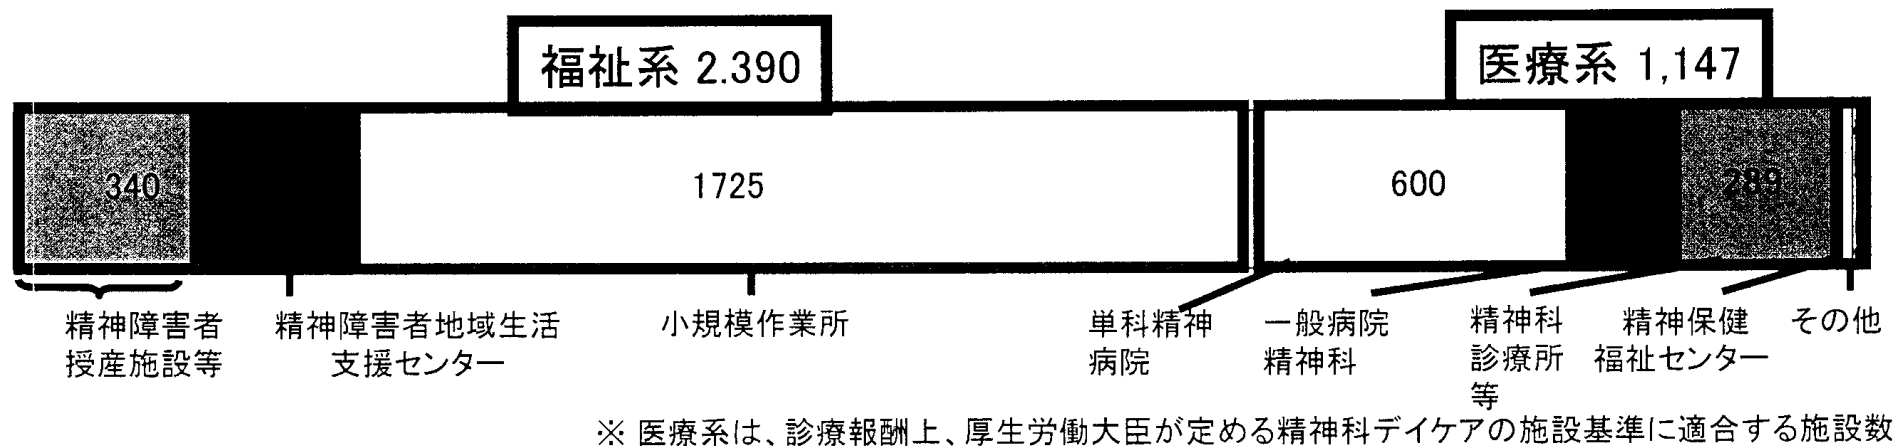 福祉系 2.390
医療系 1,147
340
1725
600
289
精神障害者
授産施設等
精神障害者地域生活
支援センター
小規模作業所
単科精神
病院
一般病院
精神科
精神科
診療所
等
精神保健
福祉センター
その他
※ 医療系は、診療報酬上、厚生労働大臣が定める精神科デイケアの施設基準に適合する施設数